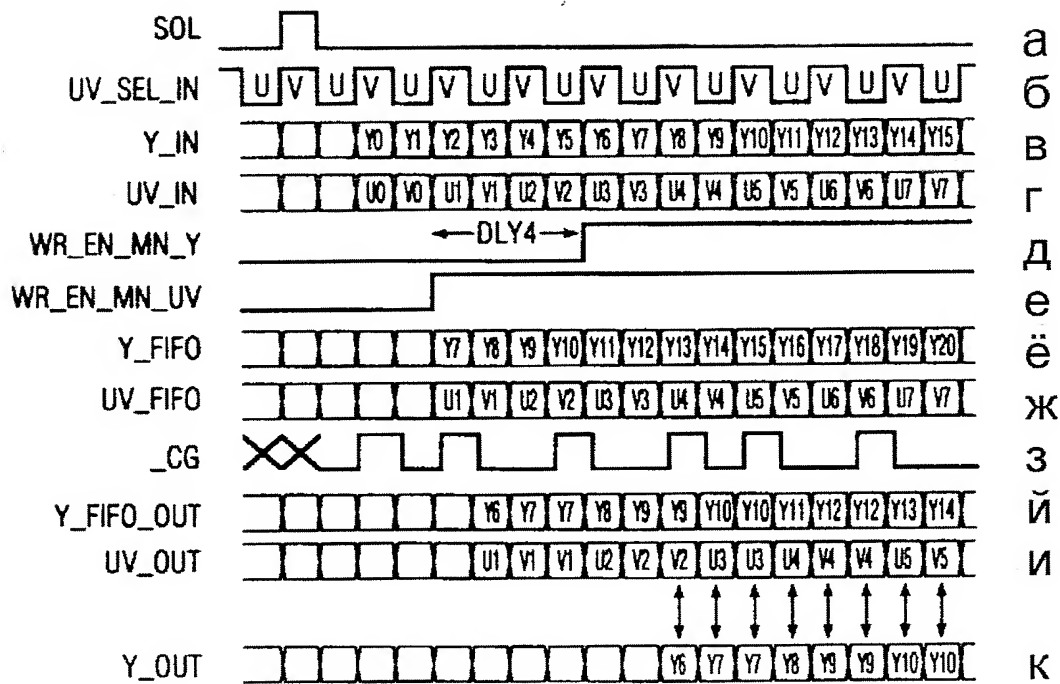 SOL а
UV_SEL_IN U V U V U V U V U V U V U V U V U V U б
Y_IN Y0 Y1 Y2 Y3 Y4 Y5 Y6 Y7 Y8 Y9 Y10 Y11 Y12 Y13 Y14 Y15 в
UV_IN U0 V0 U1 V1 U2 V2 U3 V3 U4 V4 U5 V5 U6 V6 U7 V7 г
WR_EN_MN_Y DLY4 д
WR_EN_MN_UV е
Y_FIFO Y7 Y8 Y9 Y10 Y11 Y12 Y13 Y14 Y15 Y16 Y17 Y18 Y19 Y20 ё
UV_FIFO U1 V1 U2 V2 U3 V3 U4 V4 U5 V5 U6 V6 U7 V7 ж
_CG з
Y_FIFO_OUT Y6 Y7 Y7 Y8 Y9 Y9 Y10 Y10 Y11 Y12 Y12 Y13 Y14 й
UV_OUT U1 V1 V1 U2 V2 V2 U3 U3 U4 V4 V4 U5 V5 и
Y_OUT Y6 Y7 Y7 Y8 Y9 Y9 Y10 Y10 к